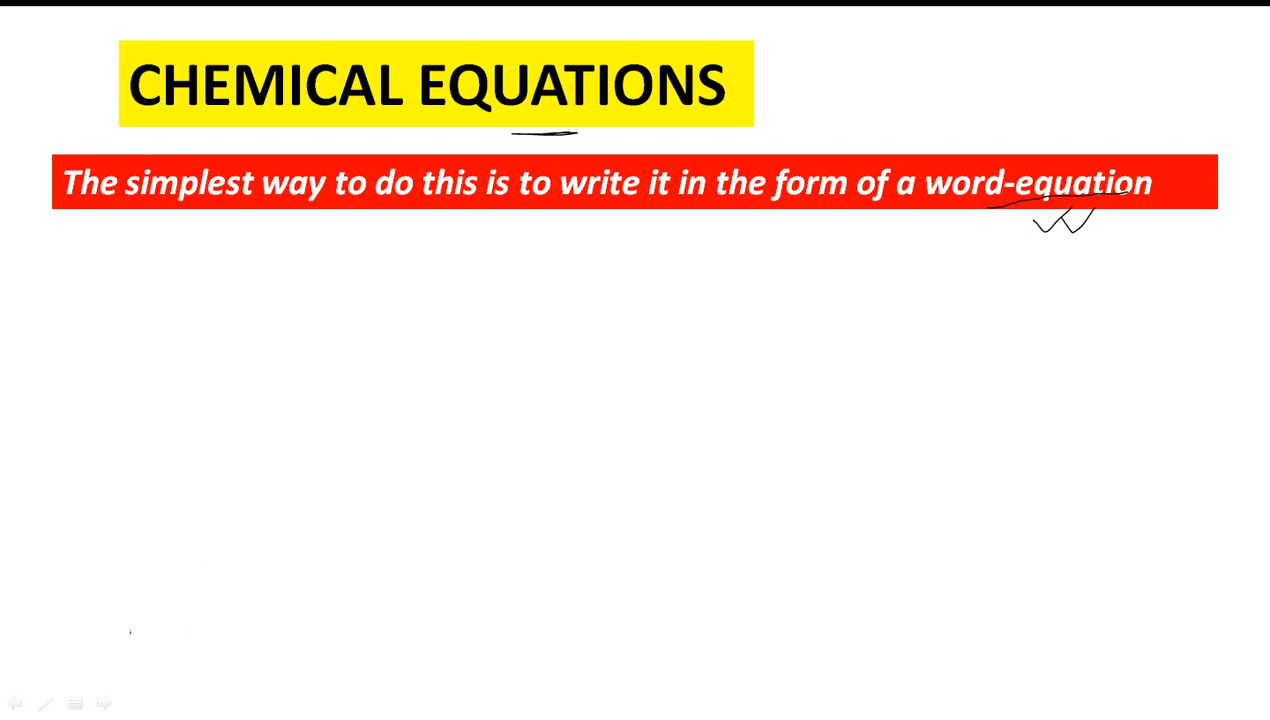 CHEMICAL EQUATIONS
The simplest way to do this is to write it in the form of a word-equation